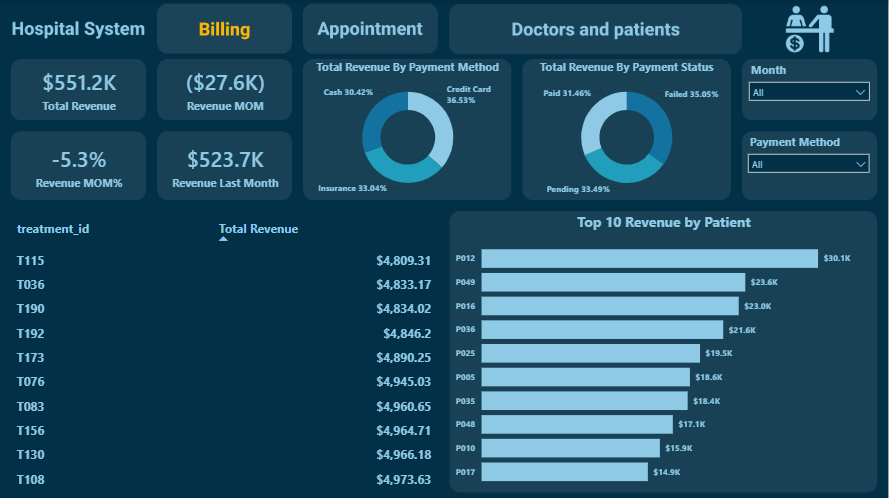 Hospital System
Billing
Appointment
Doctors and patients
$551.2K
Total Revenue
($27.6K)
Revenue MOM
-5.3%
Revenue MOM%
$523.7K
Revenue Last Month
Total Revenue By Payment Method
Cash 30.42%
Credit Card
36.53%
Insurance 33.04%
Total Revenue By Payment Status
Paid 31.46%
Failed 35.05%
Pending 33.49%
Month
All
Payment Method
All
treatment_id Total Revenue
T115 $4,809.31
T036 $4,833.17
T190 $4,834.02
T192 $4,846.2
T173 $4,890.25
T076 $4,945.03
T083 $4,960.65
T156 $4,964.71
T130 $4,966.18
T108 $4,973.63
Top 10 Revenue by Patient
P012 $30.1K
P049 $23.6K
P016 $23.0K
P036 $21.6K
P025 $19.5K
P005 $18.6K
P035 $18.4K
P048 $17.1K
P010 $15.9K
P017 $14.9K